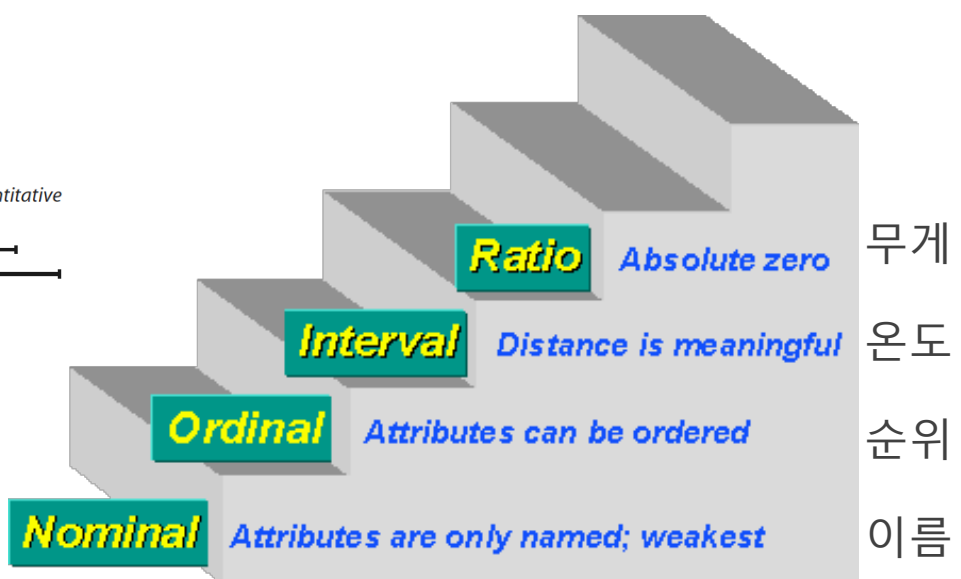 ntitative
Ratio Absolute zero 무게
Interval Distance is meaningful 온도
Ordinal Attributes can be ordered 순위
Nominal Attributes are only named; weakest 이름